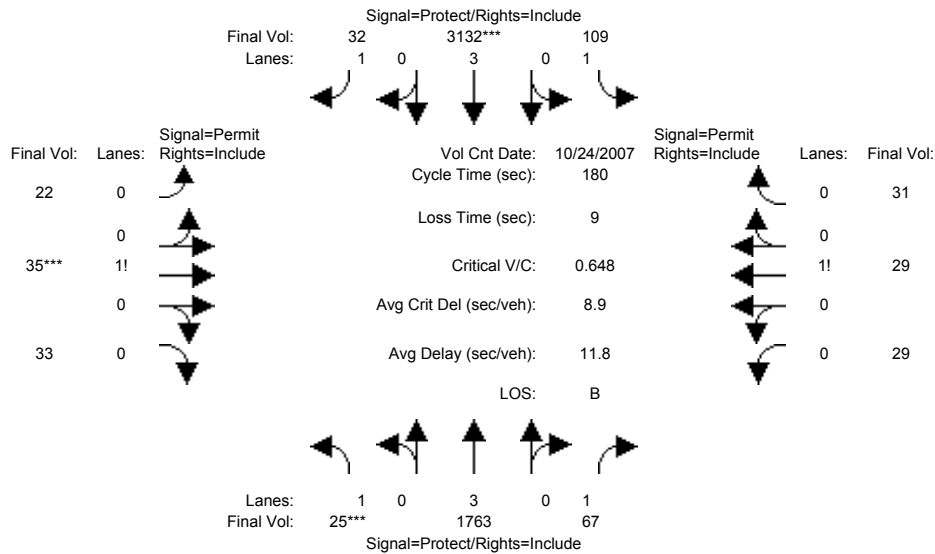 Signal=Protect/Rights=Include
Final Vol: 32 3132*** 109
Lanes: 1 0 3 0 1
Signal=Permit
Final Vol: Lanes: Rights=Include
Vol Cnt Date: 10/24/2007
Signal=Permit
Rights=Include Lanes: Final Vol:
Cycle Time (sec): 180
22 0
0 31
Loss Time (sec): 9
0
0
35*** 1!
Critical V/C: 0.648
1! 29
0
Avg Crit Del (sec/veh): 8.9
0
33 0
Avg Delay (sec/veh): 11.8
0 29
LOS: B
Lanes: 1 0 3 0 1
Final Vol: 25*** 1763 67
Signal=Protect/Rights=Include